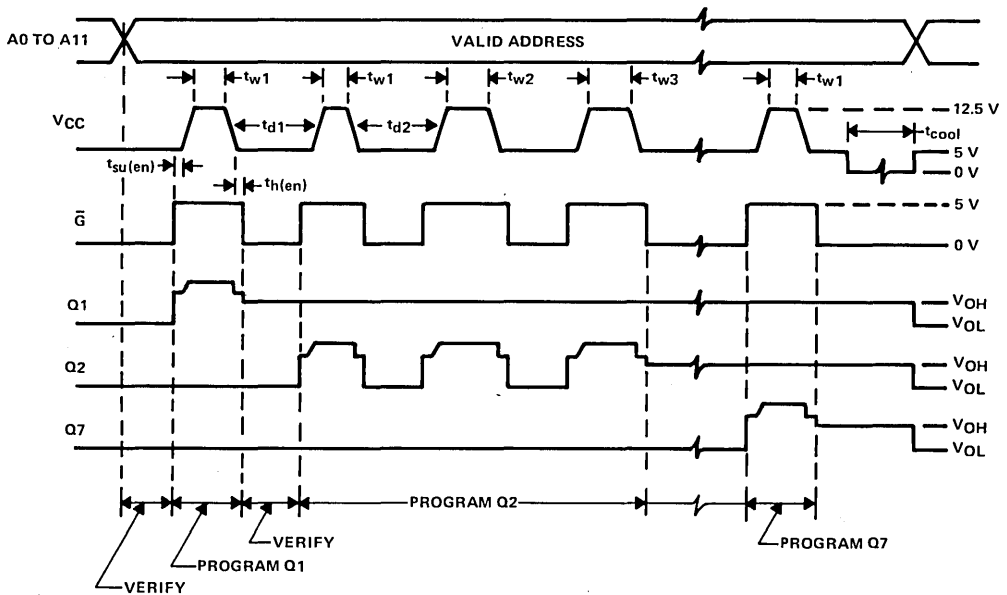 A0 TO A11
VALID ADDRESS
tw1 tw1 tw2 tw3 tw1
12.5 V
VCC
td1 td2
tcool
5 V
tsu(en)
0 V
th(en)
5 V
G̅
0 V
Q1
VOH
VOL
Q2
VOH
VOL
Q7
VOH
VOL
PROGRAM Q2
VERIFY
PROGRAM Q7
PROGRAM Q1
VERIFY